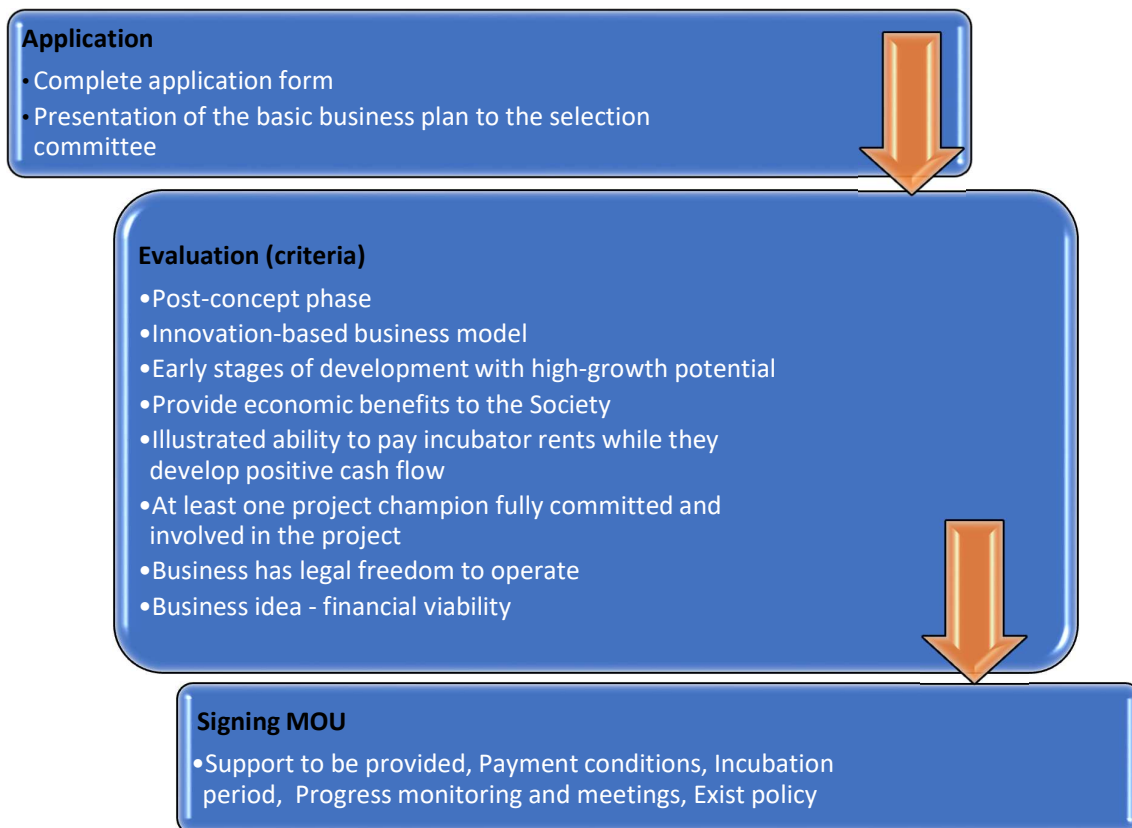 Application
•Complete application form
•Presentation of the basic business plan to the selection
committee
Evaluation (criteria)
•Post-concept phase
•Innovation-based business model
•Early stages of development with high-growth potential
•Provide economic benefits to the Society
•Illustrated ability to pay incubator rents while they
develop positive cash flow
•At least one project champion fully committed and
involved in the project
•Business has legal freedom to operate
•Business idea - financial viability
Signing MOU
•Support to be provided, Payment conditions, Incubation
period, Progress monitoring and meetings, Exist policy